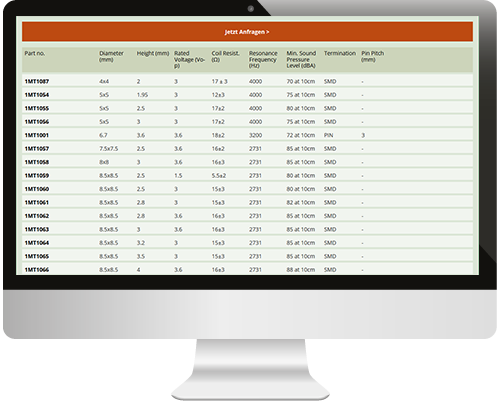 Jetzt Anfragen >
Part no. Diameter (mm) Height (mm) Rated Voltage (Vo-p) Coil Resist. (Ω) Resonance Frequency (Hz) Min. Sound Pressure Level (dBA) Termination Pin Pitch (mm)
1MT1087 4x4 2 3 17 ± 3 4000 70 at 10cm SMD -
1MT1054 5x5 1.95 3 12±3 4000 75 at 10cm SMD -
1MT1055 5x5 2.5 3 17±2 4000 80 at 10cm SMD -
1MT1056 5x5 3 3 17±2 4000 75 at 10cm SMD -
1MT1001 6.7 3.6 3.6 18±2 3200 72 at 10cm PIN 3
1MT1057 7.5x7.5 2.5 3.6 16±2 2731 85 at 10cm SMD -
1MT1058 8x8 3 3.6 16±3 2731 85 at 10cm SMD -
1MT1059 8.5x8.5 2.5 1.5 5.5±2 2731 80 at 10cm SMD -
1MT1060 8.5x8.5 2.5 3 15±3 2731 80 at 10cm SMD -
1MT1061 8.5x8.5 2.8 3 15±3 2731 82 at 10cm SMD -
1MT1062 8.5x8.5 2.8 3.6 16±3 2731 85 at 10cm SMD -
1MT1063 8.5x8.5 3 3.6 16±3 2731 85 at 10cm SMD -
1MT1064 8.5x8.5 3.2 3 15±3 2731 85 at 10cm SMD -
1MT1065 8.5x8.5 3.5 3 15±3 2731 85 at 10cm SMD -
1MT1066 8.5x8.5 4 3.6 16±3 2731 88 at 10cm SMD -